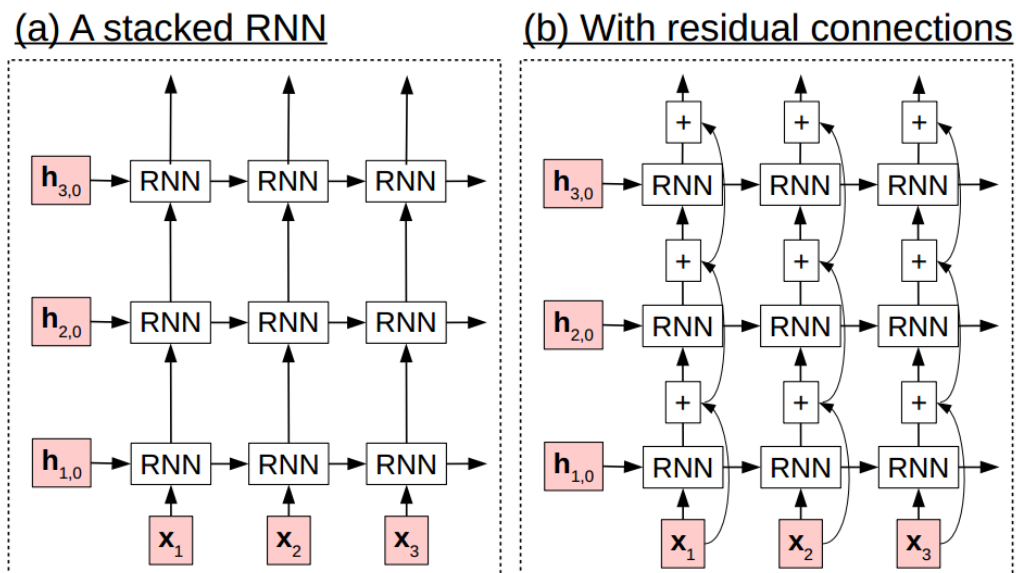 (a) A stacked RNN
h3,0 RNN RNN RNN
h2,0 RNN RNN RNN
h1,0 RNN RNN RNN
x1 x2 x3
(b) With residual connections
+ + +
h3,0 RNN RNN RNN
+ + +
h2,0 RNN RNN RNN
+ + +
h1,0 RNN RNN RNN
x1 x2 x3